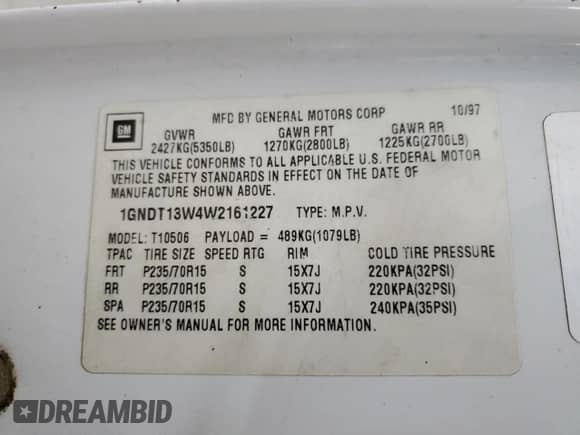 MFD BY GENERAL MOTORS CORP 10/97
GM
GVWR GAWR FRT GAWR RR
2427KG(5350LB) 1270KG(2800LB) 1225KG(2700LB)
THIS VEHICLE CONFORMS TO ALL APPLICABLE U.S. FEDERAL MOTOR
VEHICLE SAFETY STANDARDS IN EFFECT ON THE DATE OF
MANUFACTURE SHOWN ABOVE.
1GNDT13W4W2161227 TYPE: M.P.V.
MODEL: T10506 PAYLOAD = 489KG(1079LB)
TPAC TIRE SIZE SPEED RTG RIM COLD TIRE PRESSURE
FRT P235/70R15 S 15X7J 220KPA(32PSI)
RR P235/70R15 S 15X7J 220KPA(32PSI)
SPA P235/70R15 S 15X7J 240KPA(35PSI)
SEE OWNER'S MANUAL FOR MORE INFORMATION.
DREAMBID